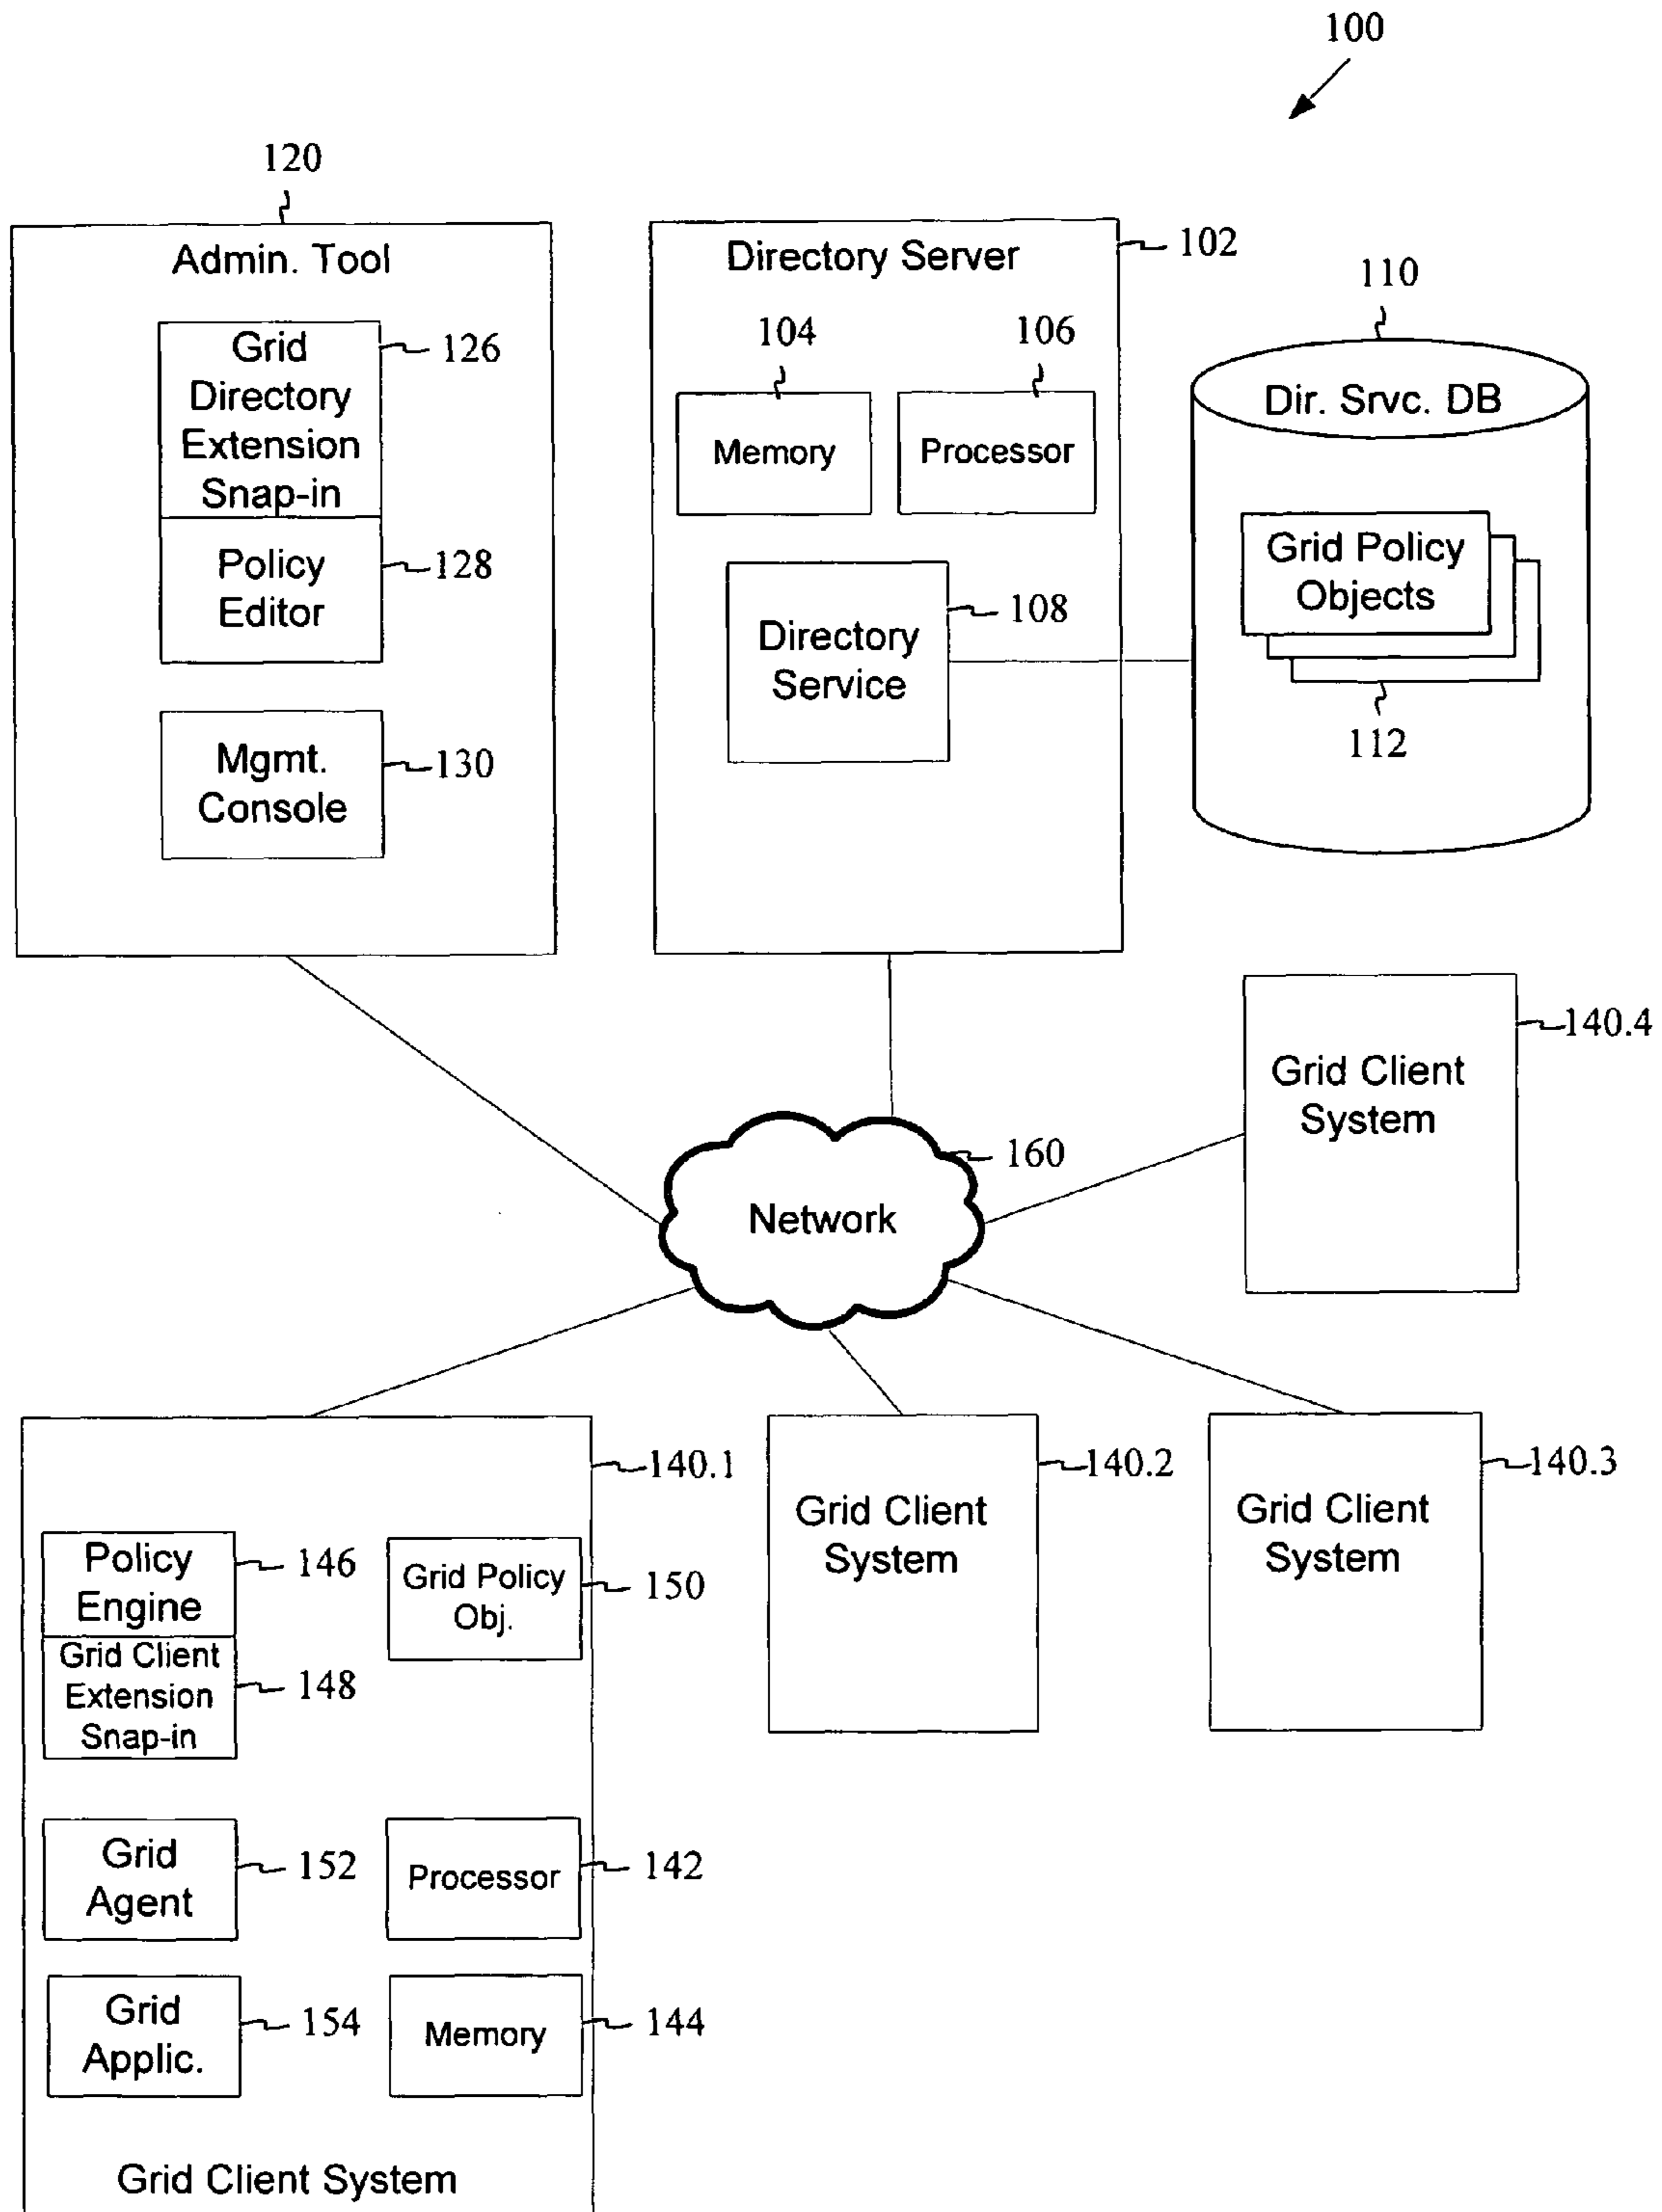 100
120
Admin. Tool
Grid
Directory
Extension
Snap-in
126
Policy
Editor
128
Mgmt.
Console
130
Directory Server
102
104
Memory
106
Processor
Directory
Service
108
110
Dir. Srvc. DB
Grid Policy
Objects
112
Network
160
Grid Client
System
140.4
140.1
Policy
Engine
146
Grid Client
Extension
Snap-in
148
Grid Policy
Obj.
150
Grid
Agent
152
Processor
142
Grid
Applic.
154
Memory
144
Grid Client System
Grid Client
System
140.2
Grid Client
System
140.3